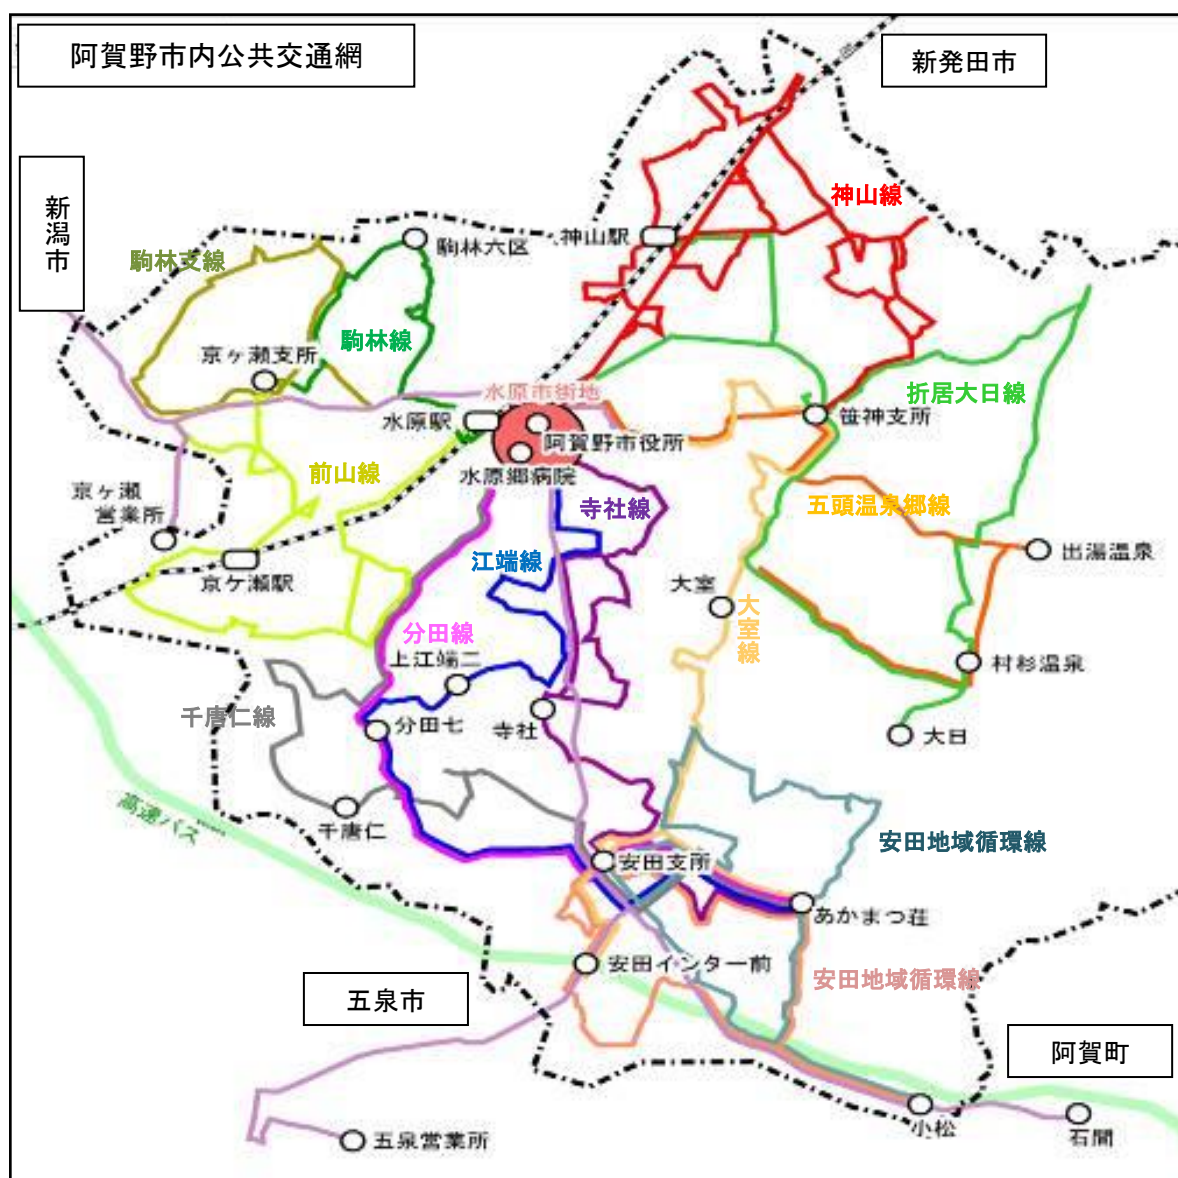 阿賀野市内公共交通網
新発田市
新潟市
神山線
駒林支線
駒林六区
神山駅
駒林線
京ヶ瀬支所
水原市街地
折居大日線
水原駅
笹神支所
阿賀野市役所
水原郷病院
前山線
京ヶ瀬
営業所
寺社線
五頭温泉郷線
江端線
出湯温泉
京ケ瀬駅
大室
大室線
分田線
上江端二
村杉温泉
千唐仁線
分田七
寺社
大日
高速バス
千唐仁
安田地域循環線
安田支所
あかまつ荘
安田インター前
安田地域循環線
五泉市
阿賀町
小松
石間
五泉営業所